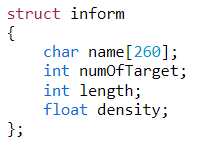 struct inform
{
    char name[260];
    int numOfTarget;
    int length;
    float density;
};